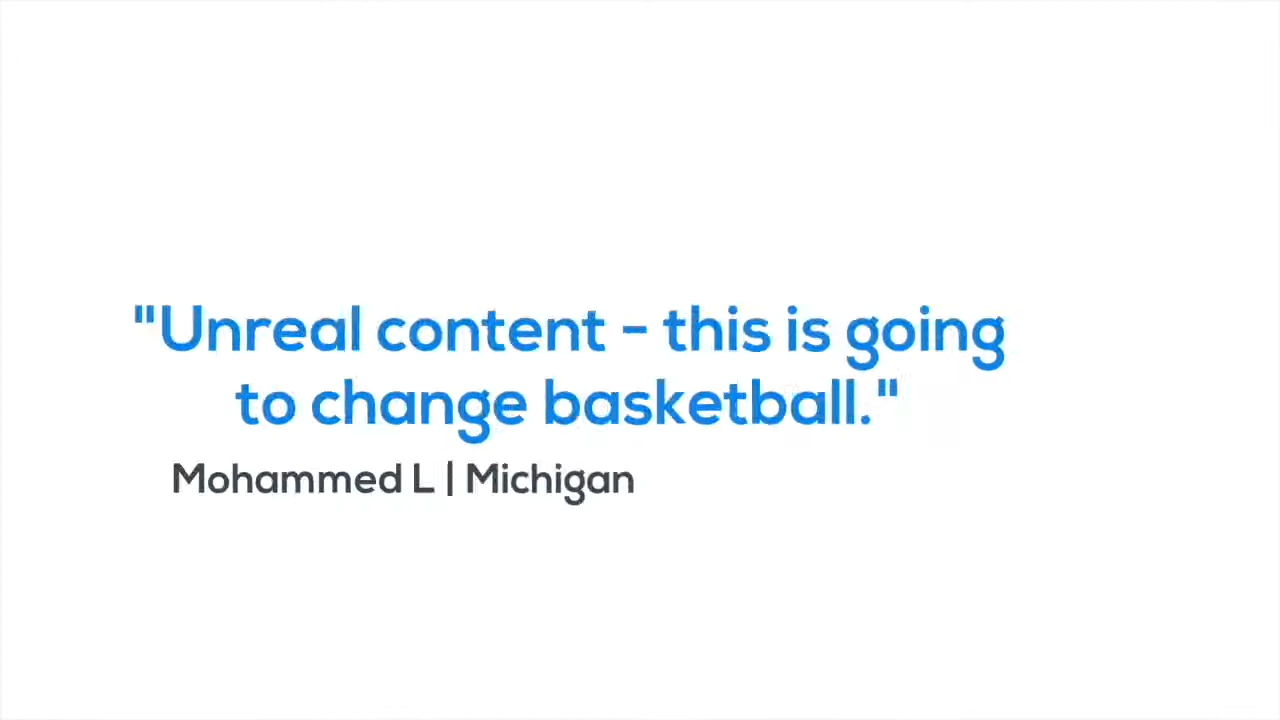 "Unreal content - this is going
to change basketball."
Mohammed L | Michigan